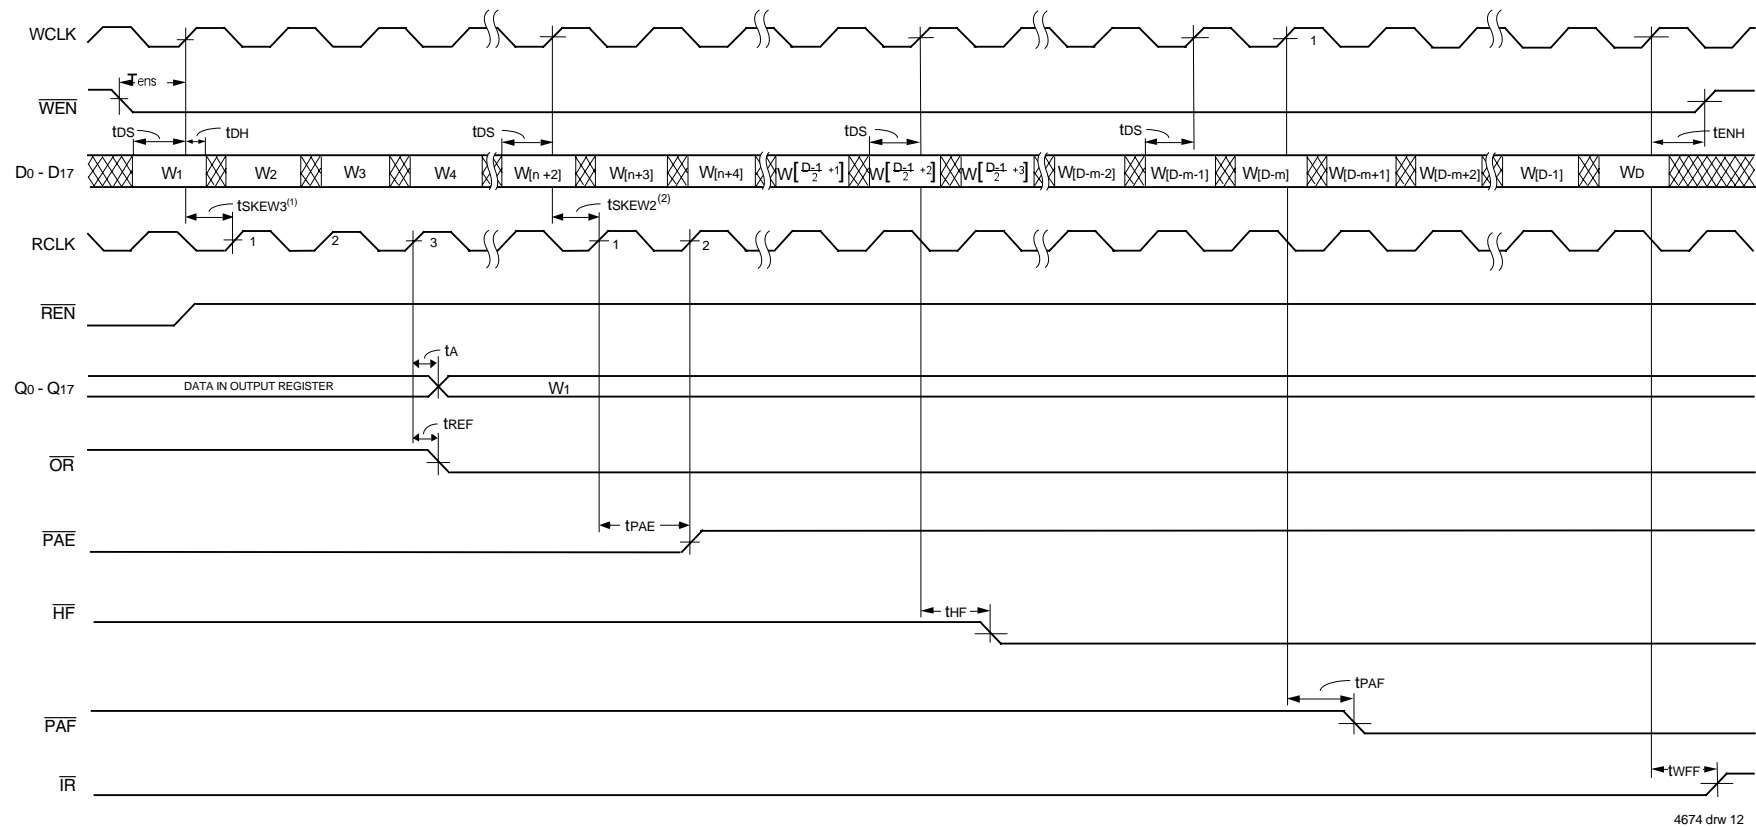 WCLK 1
Tens
WEN
tDS tDH tDS tDS tDS tENH
D0 - D17 W1 W2 W3 W4 W[n +2] W[n+3] W[n+4] W[D-1/2 +1] W[D-1/2 +2] W[D-1/2 +3] W[D-m-2] W[D-m-1] W[D-m] W[D-m+1] W[D-m+2] W[D-1] WD
tSKEW3(1) tSKEW2(2)
RCLK 1 2 3 1 2
REN
tA
Q0 - Q17 DATA IN OUTPUT REGISTER W1
tREF
OR
tPAE
PAE
HF tHF
tPAF
PAF
IR tWFF
4674 drw 12